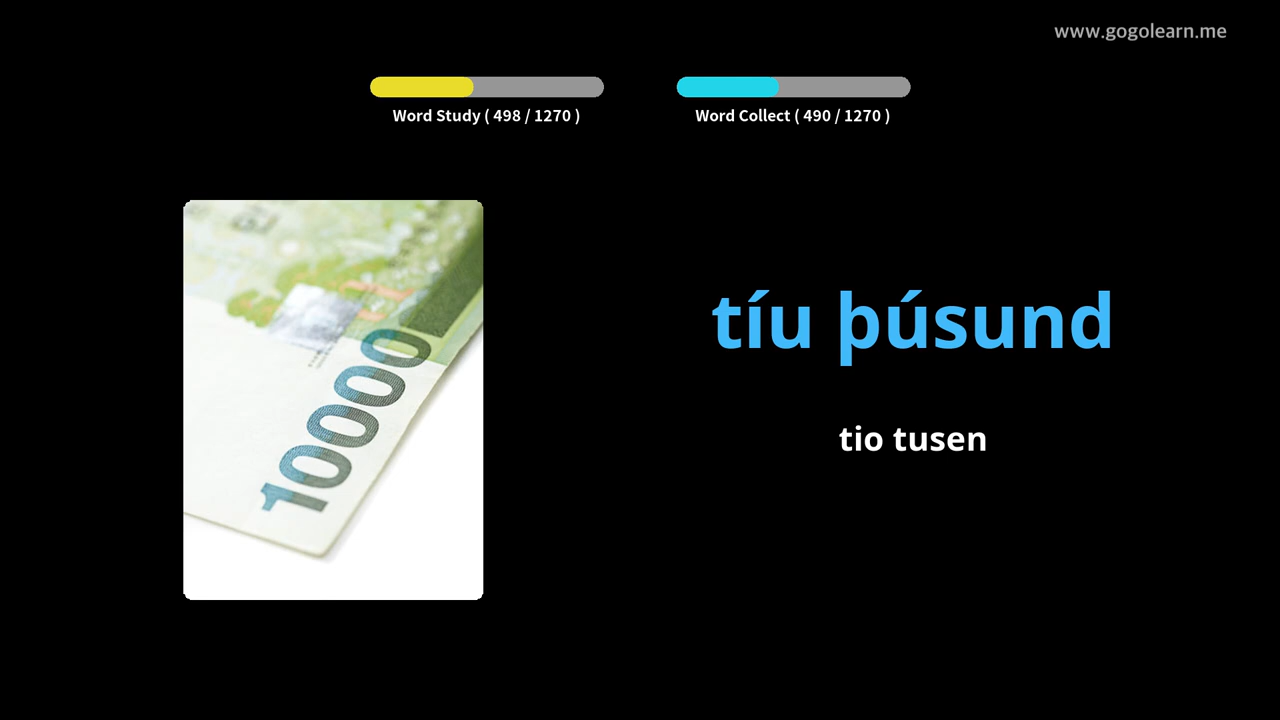 www.gogolearn.me
Word Study ( 498 / 1270 )
Word Collect ( 490 / 1270 )
10000
tíu þúsund
tio tusen